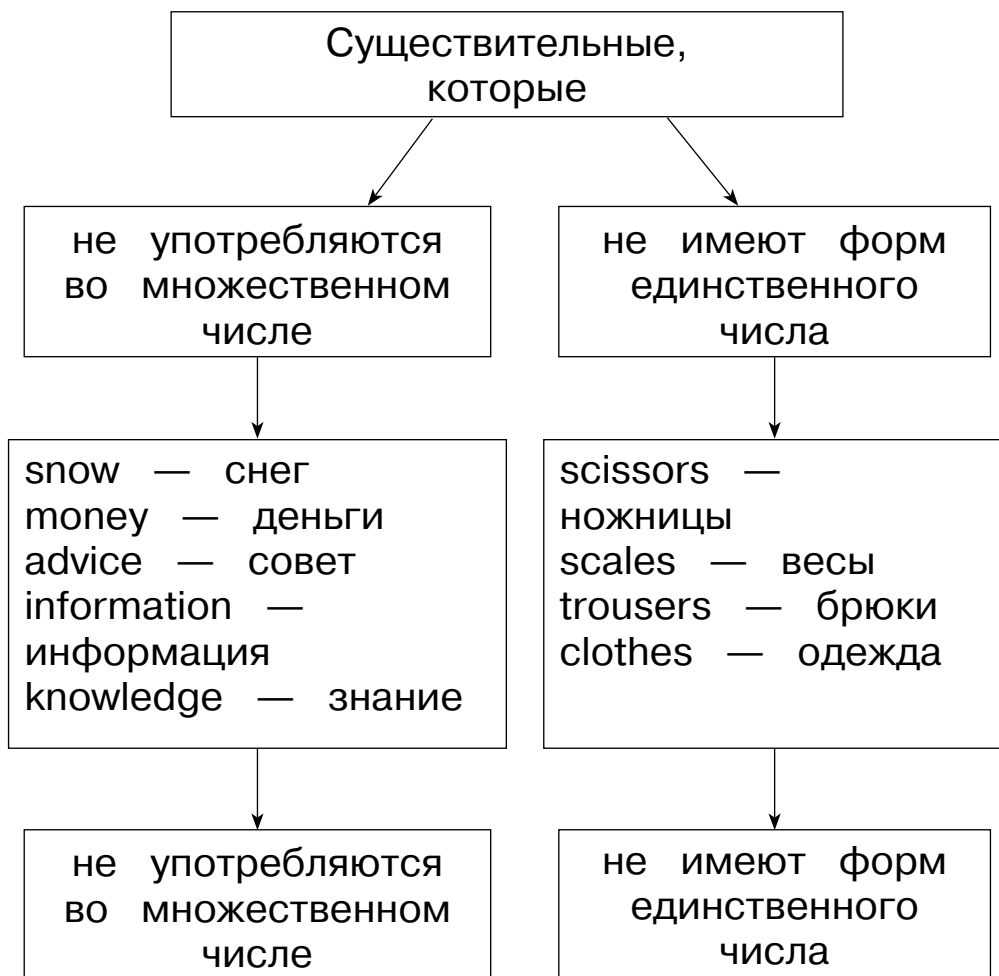 Существительные,
которые
не употребляются
во множественном
числе
не имеют форм
единственного
числа
snow — снег
money — деньги
advice — совет
information —
информация
knowledge — знание
scissors —
ножницы
scales — весы
trousers — брюки
clothes — одежда
не употребляются
во множественном
числе
не имеют форм
единственного
числа